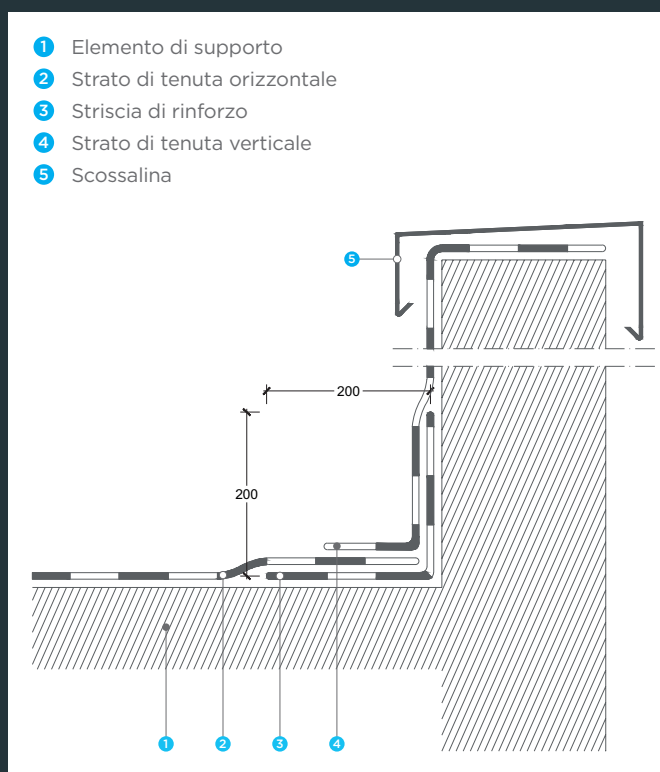 1 Elemento di supporto
2 Strato di tenuta orizzontale
3 Striscia di rinforzo
4 Strato di tenuta verticale
5 Scossalina
5
200
200
1 2 3 4